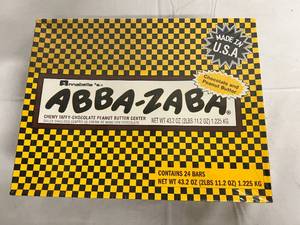 MADE IN
U.S.A
Chocolate and
Peanut Butter
Annabelle's
ABBA-ZABA®
CHEWY TAFFY-CHOCOLATE PEANUT BUTTER CENTER
NET WT 43.2 OZ (2LBS 11.2 OZ) 1.225 KG
CONTAINS 24 BARS
NET WT 43.2 OZ (2LBS 11.2 OZ) 1.225 KG